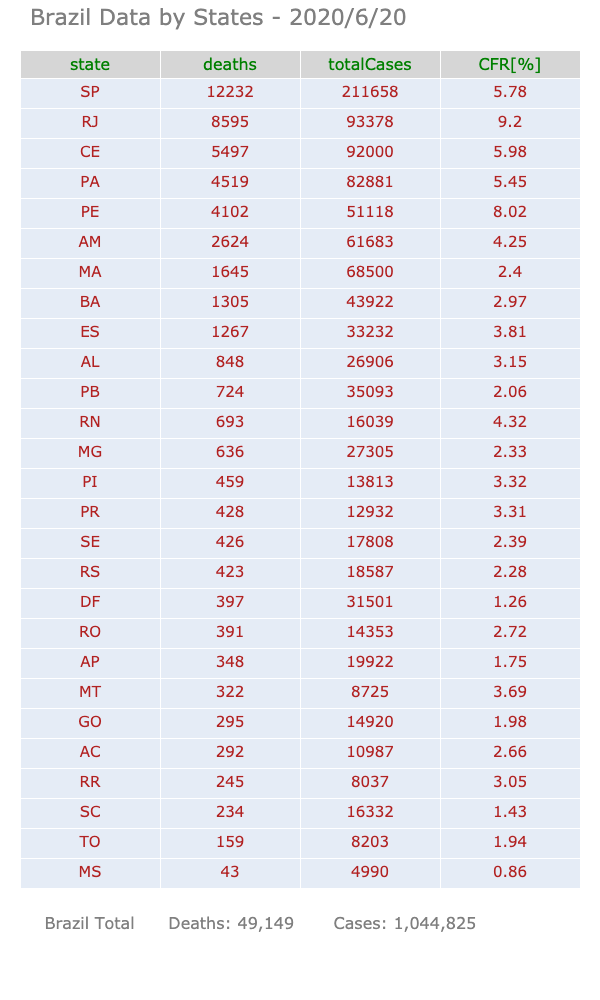 Brazil Data by States - 2020/6/20
state deaths totalCases CFR[%]
SP 12232 211658 5.78
RJ 8595 93378 9.2
CE 5497 92000 5.98
PA 4519 82881 5.45
PE 4102 51118 8.02
AM 2624 61683 4.25
MA 1645 68500 2.4
BA 1305 43922 2.97
ES 1267 33232 3.81
AL 848 26906 3.15
PB 724 35093 2.06
RN 693 16039 4.32
MG 636 27305 2.33
PI 459 13813 3.32
PR 428 12932 3.31
SE 426 17808 2.39
RS 423 18587 2.28
DF 397 31501 1.26
RO 391 14353 2.72
AP 348 19922 1.75
MT 322 8725 3.69
GO 295 14920 1.98
AC 292 10987 2.66
RR 245 8037 3.05
SC 234 16332 1.43
TO 159 8203 1.94
MS 43 4990 0.86
Brazil Total Deaths: 49,149 Cases: 1,044,825